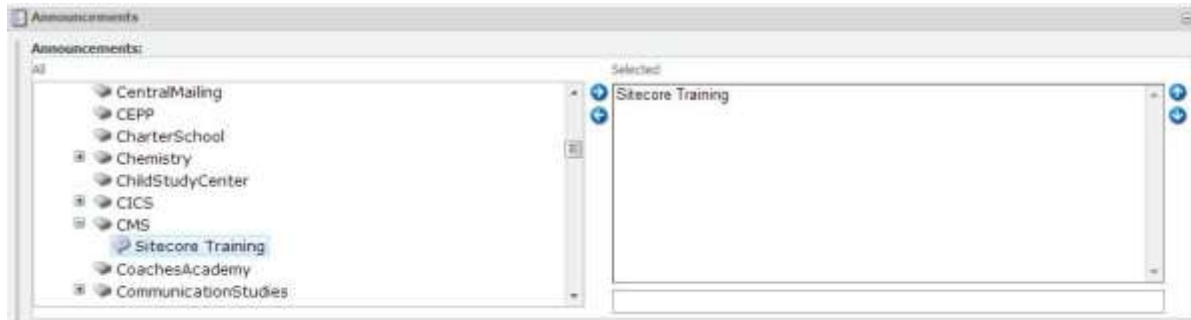 Announcements
Announcements:
All
Selected
CentralMailing
CEPP
CharterSchool
Chemistry
ChildStudyCenter
CICS
CMS
Sitecore Training
CoachesAcademy
CommunicationStudies
Sitecore Training